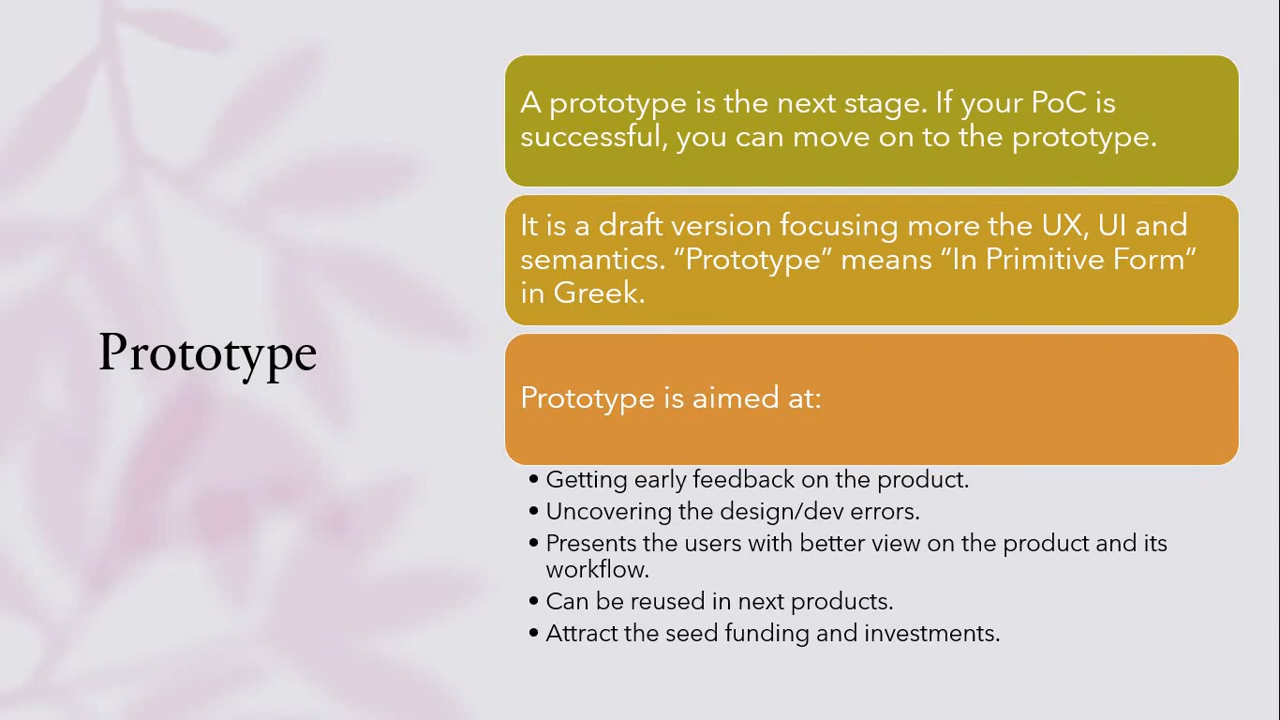 Prototype
A prototype is the next stage. If your PoC is
successful, you can move on to the prototype.
It is a draft version focusing more the UX, UI and
semantics. “Prototype” means “In Primitive Form”
in Greek.
Prototype is aimed at:
• Getting early feedback on the product.
• Uncovering the design/dev errors.
• Presents the users with better view on the product and its
workflow.
• Can be reused in next products.
• Attract the seed funding and investments.